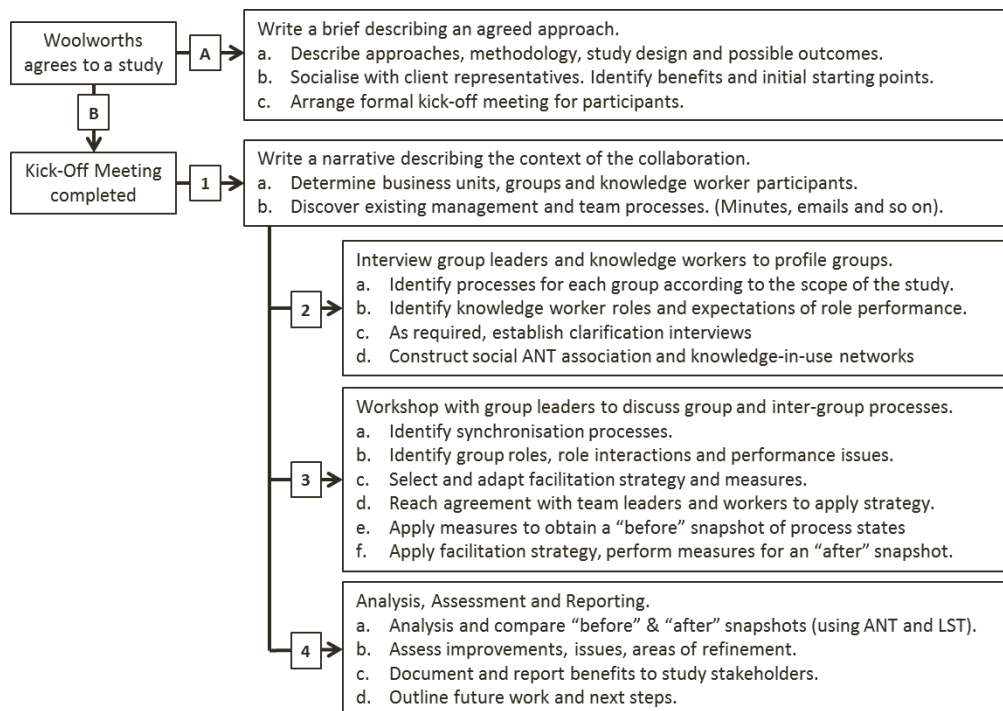 Woolworths
agrees to a study
A
Write a brief describing an agreed approach.
a. Describe approaches, methodology, study design and possible outcomes.
b. Socialise with client representatives. Identify benefits and initial starting points.
c. Arrange formal kick-off meeting for participants.
B
Kick-Off Meeting
completed
1
Write a narrative describing the context of the collaboration.
a. Determine business units, groups and knowledge worker participants.
b. Discover existing management and team processes. (Minutes, emails and so on).
2
Interview group leaders and knowledge workers to profile groups.
a. Identify processes for each group according to the scope of the study.
b. Identify knowledge worker roles and expectations of role performance.
c. As required, establish clarification interviews
d. Construct social ANT association and knowledge-in-use networks
3
Workshop with group leaders to discuss group and inter-group processes.
a. Identify synchronisation processes.
b. Identify group roles, role interactions and performance issues.
c. Select and adapt facilitation strategy and measures.
d. Reach agreement with team leaders and workers to apply strategy.
e. Apply measures to obtain a “before” snapshot of process states
f. Apply facilitation strategy, perform measures for an “after” snapshot.
4
Analysis, Assessment and Reporting.
a. Analysis and compare “before” & “after” snapshots (using ANT and LST).
b. Assess improvements, issues, areas of refinement.
c. Document and report benefits to study stakeholders.
d. Outline future work and next steps.